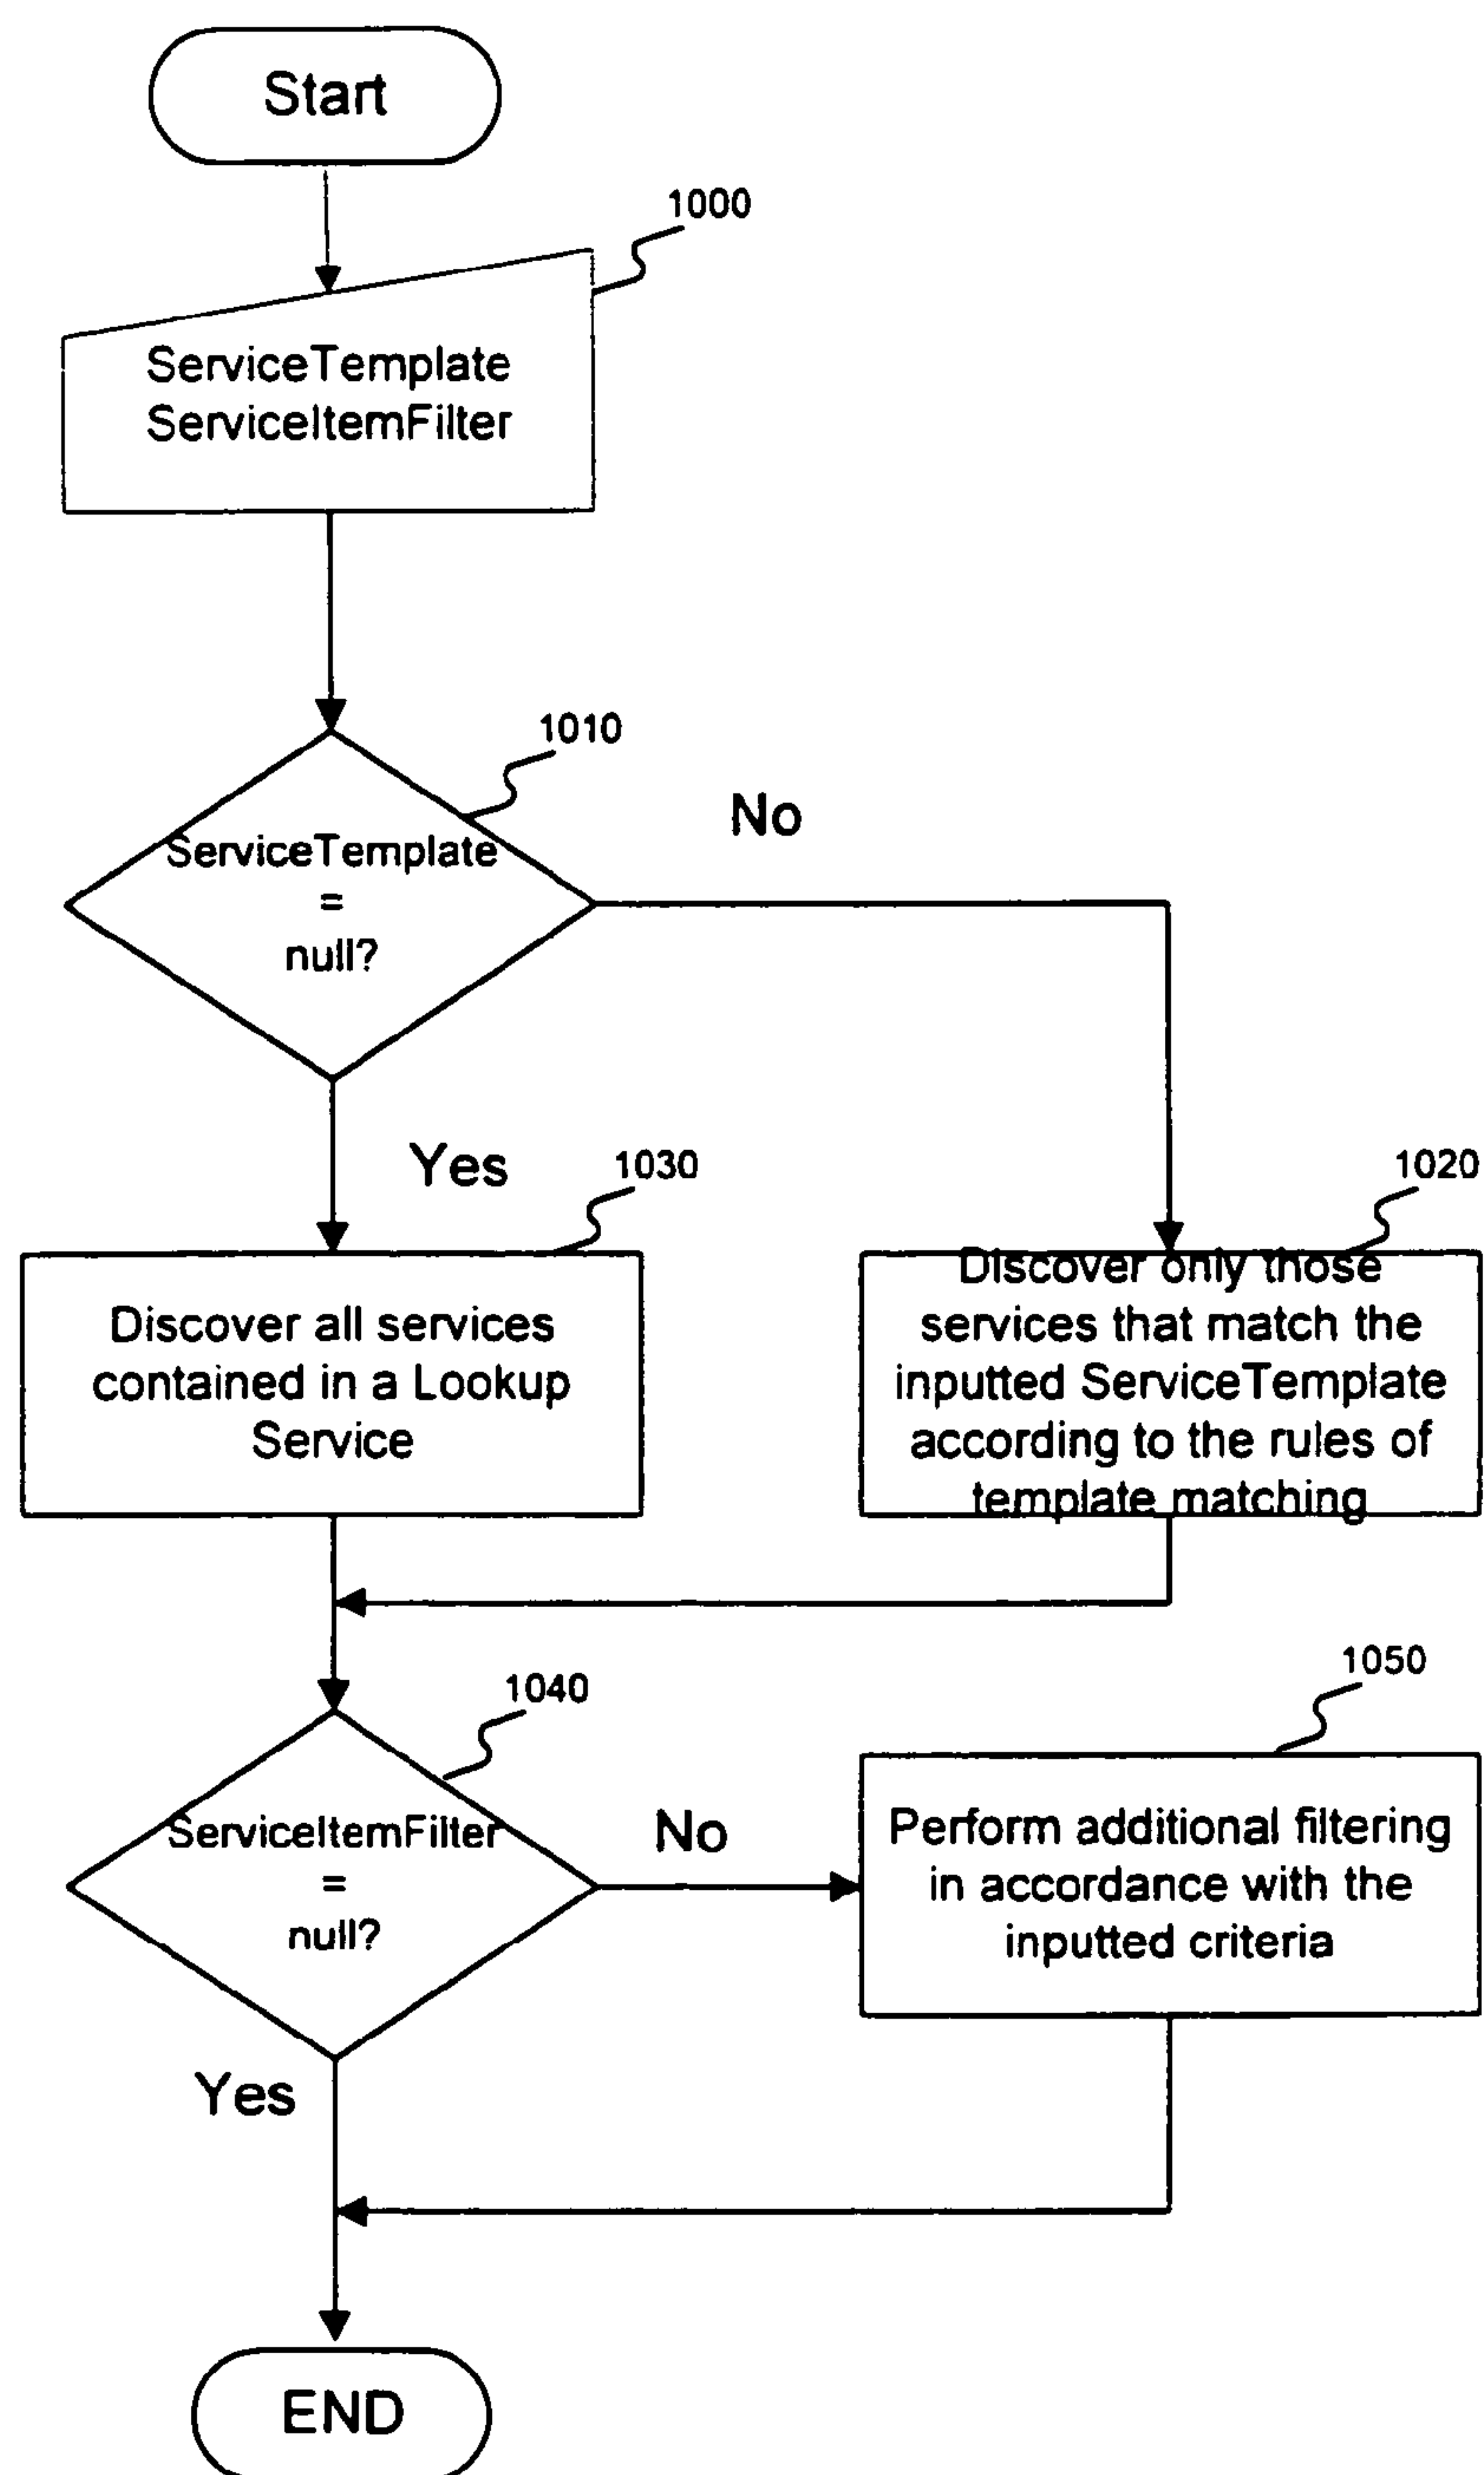 Start
1000
ServiceTemplate
ServiceItemFilter
1010
ServiceTemplate
=
null?
No
Yes
1030
1020
Discover all services
contained in a Lookup
Service
Discover only those
services that match the
inputted ServiceTemplate
according to the rules of
template matching
1040
1050
ServiceItemFilter
=
null?
No
Perform additional filtering
in accordance with the
inputted criteria
Yes
END